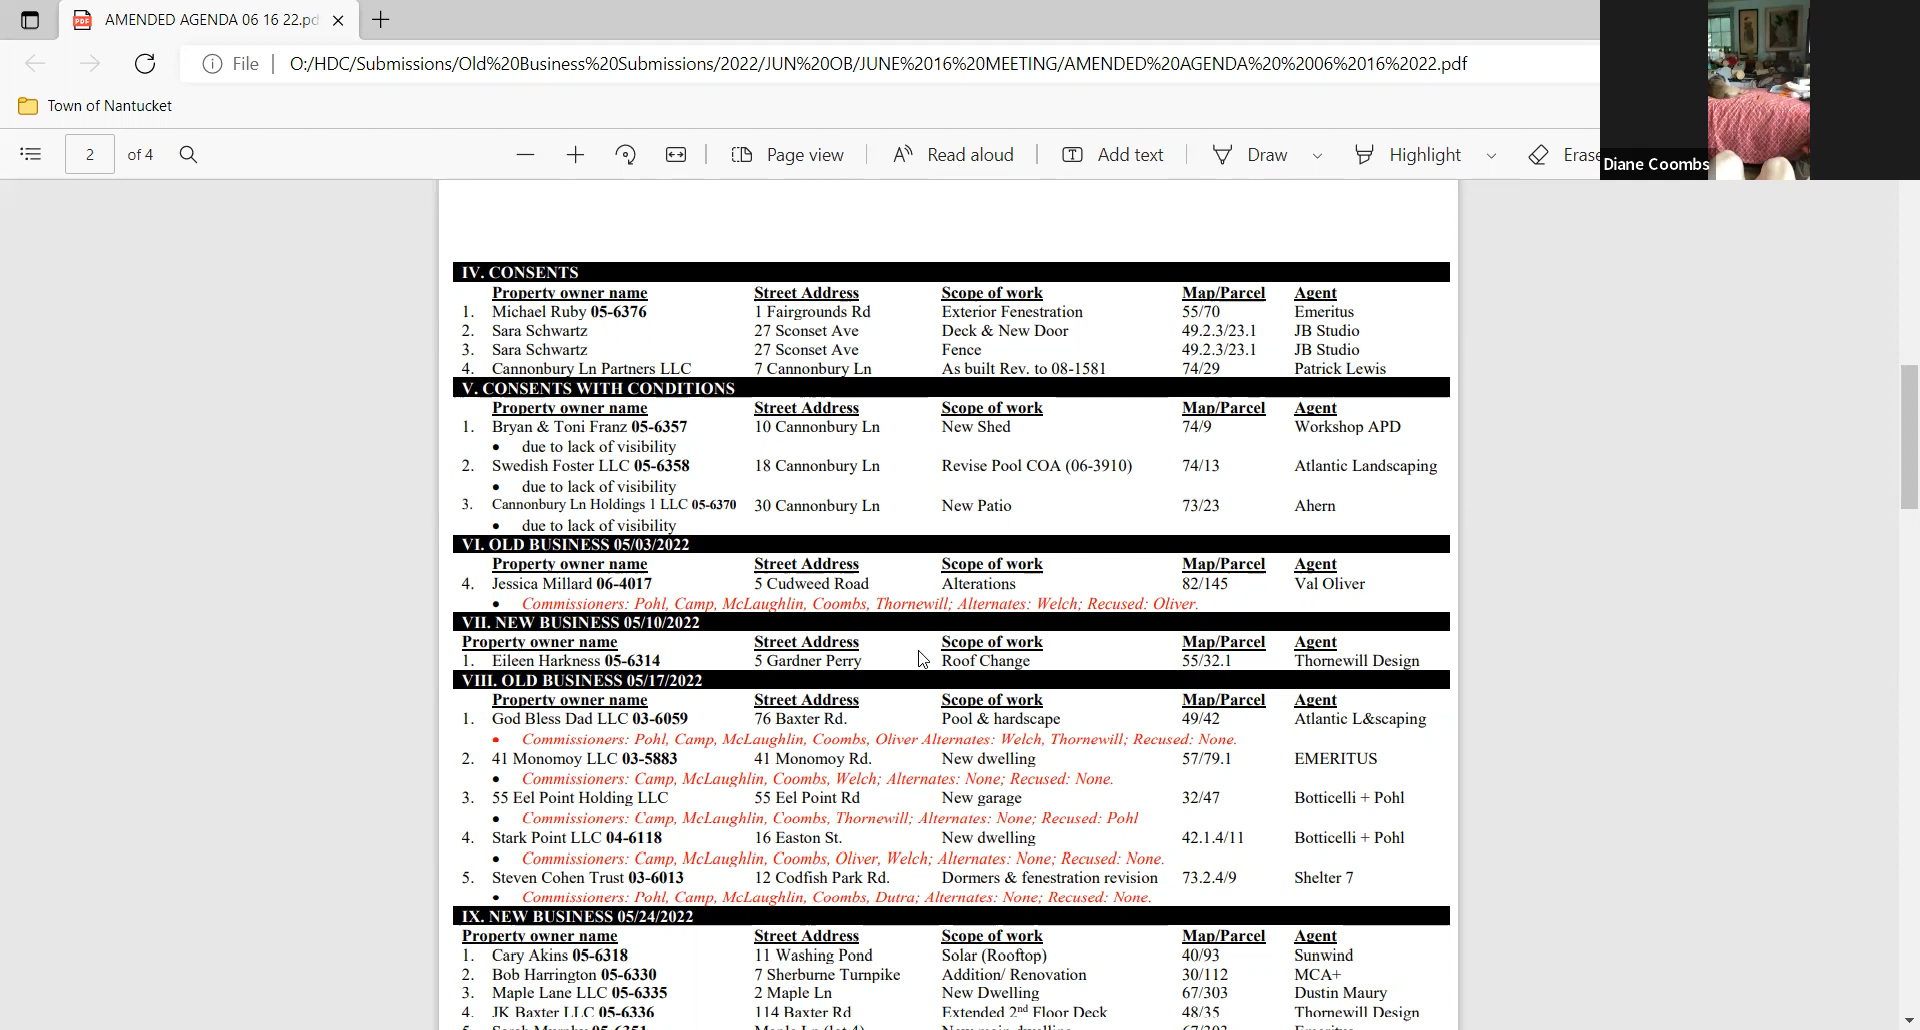 AMENDED AGENDA 06 16 22.pd
File
O:/HDC/Submissions/Old%20Business%20Submissions/2022/JUN%20OB/JUNE%2016%20MEETING/AMENDED%20AGENDA%20%2006%2016%2022.pdf
Town of Nantucket
2 of 4 Page view Read aloud Add text Draw Highlight Erase
Diane Coombs
IV. CONSENTS
Property owner name Street Address Scope of work Map/Parcel Agent
1. Michael Ruby 05-6376 1 Fairgrounds Rd Exterior Fenestration 55/70 Emeritus
2. Sara Schwartz 27 Sconset Ave Deck & New Door 49.2.3/23.1 JB Studio
3. Sara Schwartz 27 Sconset Ave Fence 49.2.3/23.1 JB Studio
4. Cannonbury Ln Partners LLC 7 Cannonbury Ln As built Rev. to 08-1581 74/29 Patrick Lewis
V. CONSENTS WITH CONDITIONS
Property owner name Street Address Scope of work Map/Parcel Agent
1. Bryan & Toni Franz 05-6357 10 Cannonbury Ln New Shed 74/9 Workshop APD
• due to lack of visibility
2. Swedish Foster LLC 05-6358 18 Cannonbury Ln Revise Pool COA (06-3910) 74/13 Atlantic Landscaping
• due to lack of visibility
3. Cannonbury Ln Holdings 1 LLC 05-6370 30 Cannonbury Ln New Patio 73/23 Ahern
• due to lack of visibility
VI. OLD BUSINESS 05/03/2022
Property owner name Street Address Scope of work Map/Parcel Agent
4. Jessica Millard 06-4017 5 Cudweed Road Alterations 82/145 Val Oliver
• Commissioners: Pohl, Camp, McLaughlin, Coombs, Thornewill; Alternates: Welch; Recused: Oliver.
VII. NEW BUSINESS 05/10/2022
Property owner name Street Address Scope of work Map/Parcel Agent
1. Eileen Harkness 05-6314 5 Gardner Perry Roof Change 55/32.1 Thornewill Design
VIII. OLD BUSINESS 05/17/2022
Property owner name Street Address Scope of work Map/Parcel Agent
1. God Bless Dad LLC 03-6059 76 Baxter Rd. Pool & hardscape 49/42 Atlantic L&scaping
• Commissioners: Pohl, Camp, McLaughlin, Coombs, Oliver Alternates: Welch, Thornewill; Recused: None.
2. 41 Monomoy LLC 03-5883 41 Monomoy Rd. New dwelling 57/79.1 EMERITUS
• Commissioners: Camp, McLaughlin, Coombs, Welch; Alternates: None; Recused: None.
3. 55 Eel Point Holding LLC 55 Eel Point Rd New garage 32/47 Botticelli + Pohl
• Commissioners: Camp, McLaughlin, Coombs, Thornewill; Alternates: None; Recused: Pohl
4. Stark Point LLC 04-6118 16 Easton St. New dwelling 42.1.4/11 Botticelli + Pohl
• Commissioners: Camp, McLaughlin, Coombs, Oliver, Welch; Alternates: None; Recused: None.
5. Steven Cohen Trust 03-6013 12 Codfish Park Rd. Dormers & fenestration revision 73.2.4/9 Shelter 7
• Commissioners: Pohl, Camp, McLaughlin, Coombs, Dutra; Alternates: None; Recused: None.
IX. NEW BUSINESS 05/24/2022
Property owner name Street Address Scope of work Map/Parcel Agent
1. Cary Akins 05-6318 11 Washing Pond Solar (Rooftop) 40/93 Sunwind
2. Bob Harrington 05-6330 7 Sherburne Turnpike Addition/ Renovation 30/112 MCA+
3. Maple Lane LLC 05-6335 2 Maple Ln New Dwelling 67/303 Dustin Maury
4. JK Baxter LLC 05-6336 114 Baxter Rd Extended 2nd Floor Deck 48/35 Thornewill Design